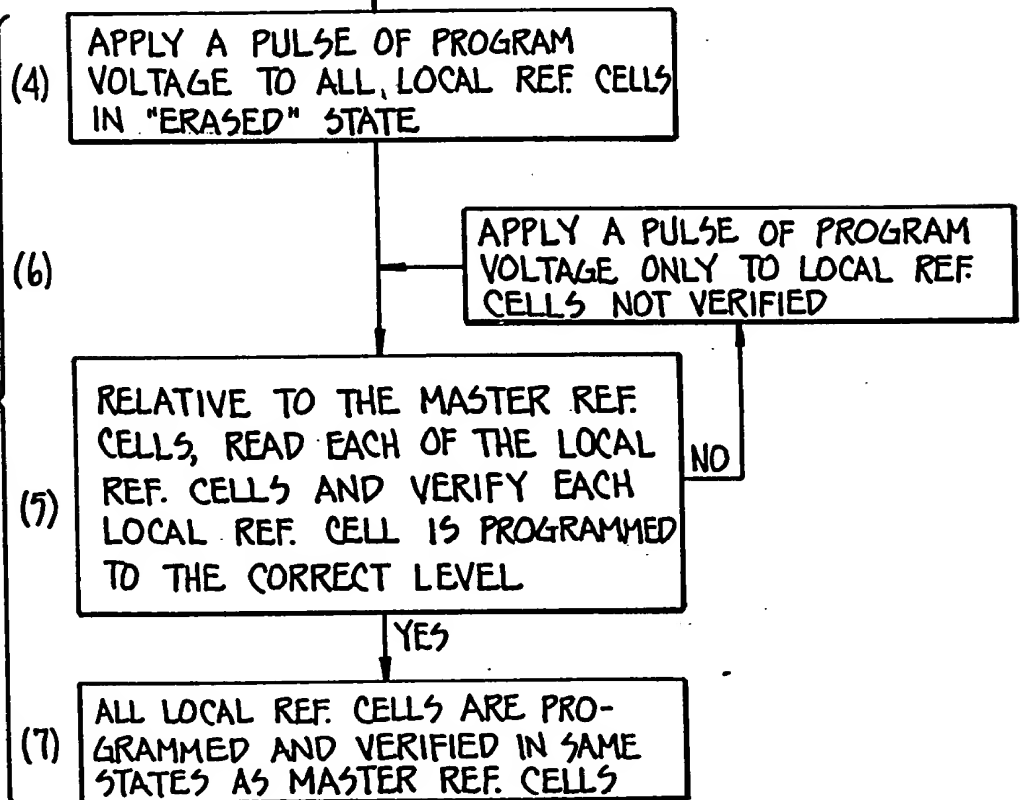 (4)
APPLY A PULSE OF PROGRAM
VOLTAGE TO ALL, LOCAL REF. CELLS
IN "ERASED" STATE
(6)
APPLY A PULSE OF PROGRAM
VOLTAGE ONLY TO LOCAL REF.
CELLS NOT VERIFIED
(5)
RELATIVE TO THE MASTER REF.
CELLS, READ EACH OF THE LOCAL
REF. CELLS AND VERIFY EACH
LOCAL REF. CELL IS PROGRAMMED
TO THE CORRECT LEVEL
NO
YES
(7)
ALL LOCAL REF. CELLS ARE PRO-
GRAMMED AND VERIFIED IN SAME
STATES AS MASTER REF. CELLS